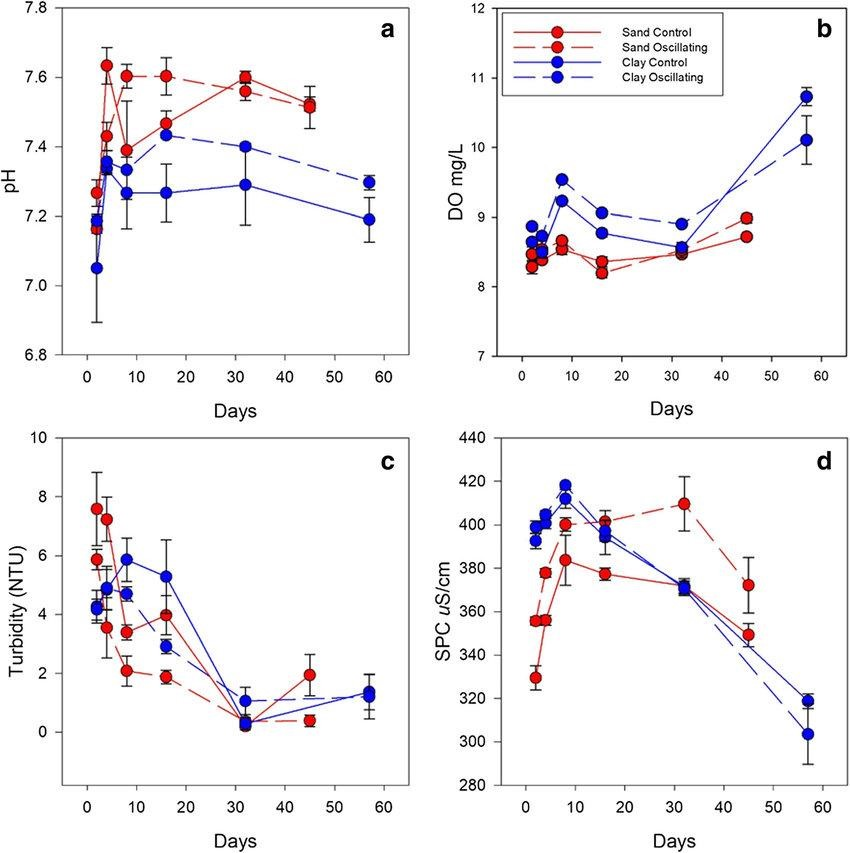 a
7.8
7.6
7.4
7.2
7.0
6.8
pH
0 10 20 30 40 50 60
Days
b
Sand Control
Sand Oscillating
Clay Control
Clay Oscillating
12
11
10
9
8
7
DO mg/L
0 10 20 30 40 50 60
Days
c
10
8
6
4
2
0
Turbidity (NTU)
0 10 20 30 40 50 60
Days
d
440
420
400
380
360
340
320
300
280
SPC uS/cm
0 10 20 30 40 50 60
Days